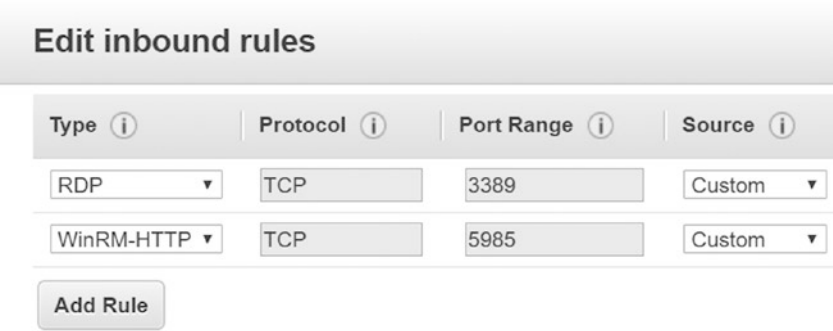 Edit inbound rules
Type Protocol Port Range Source
RDP TCP 3389 Custom
WinRM-HTTP TCP 5985 Custom
Add Rule